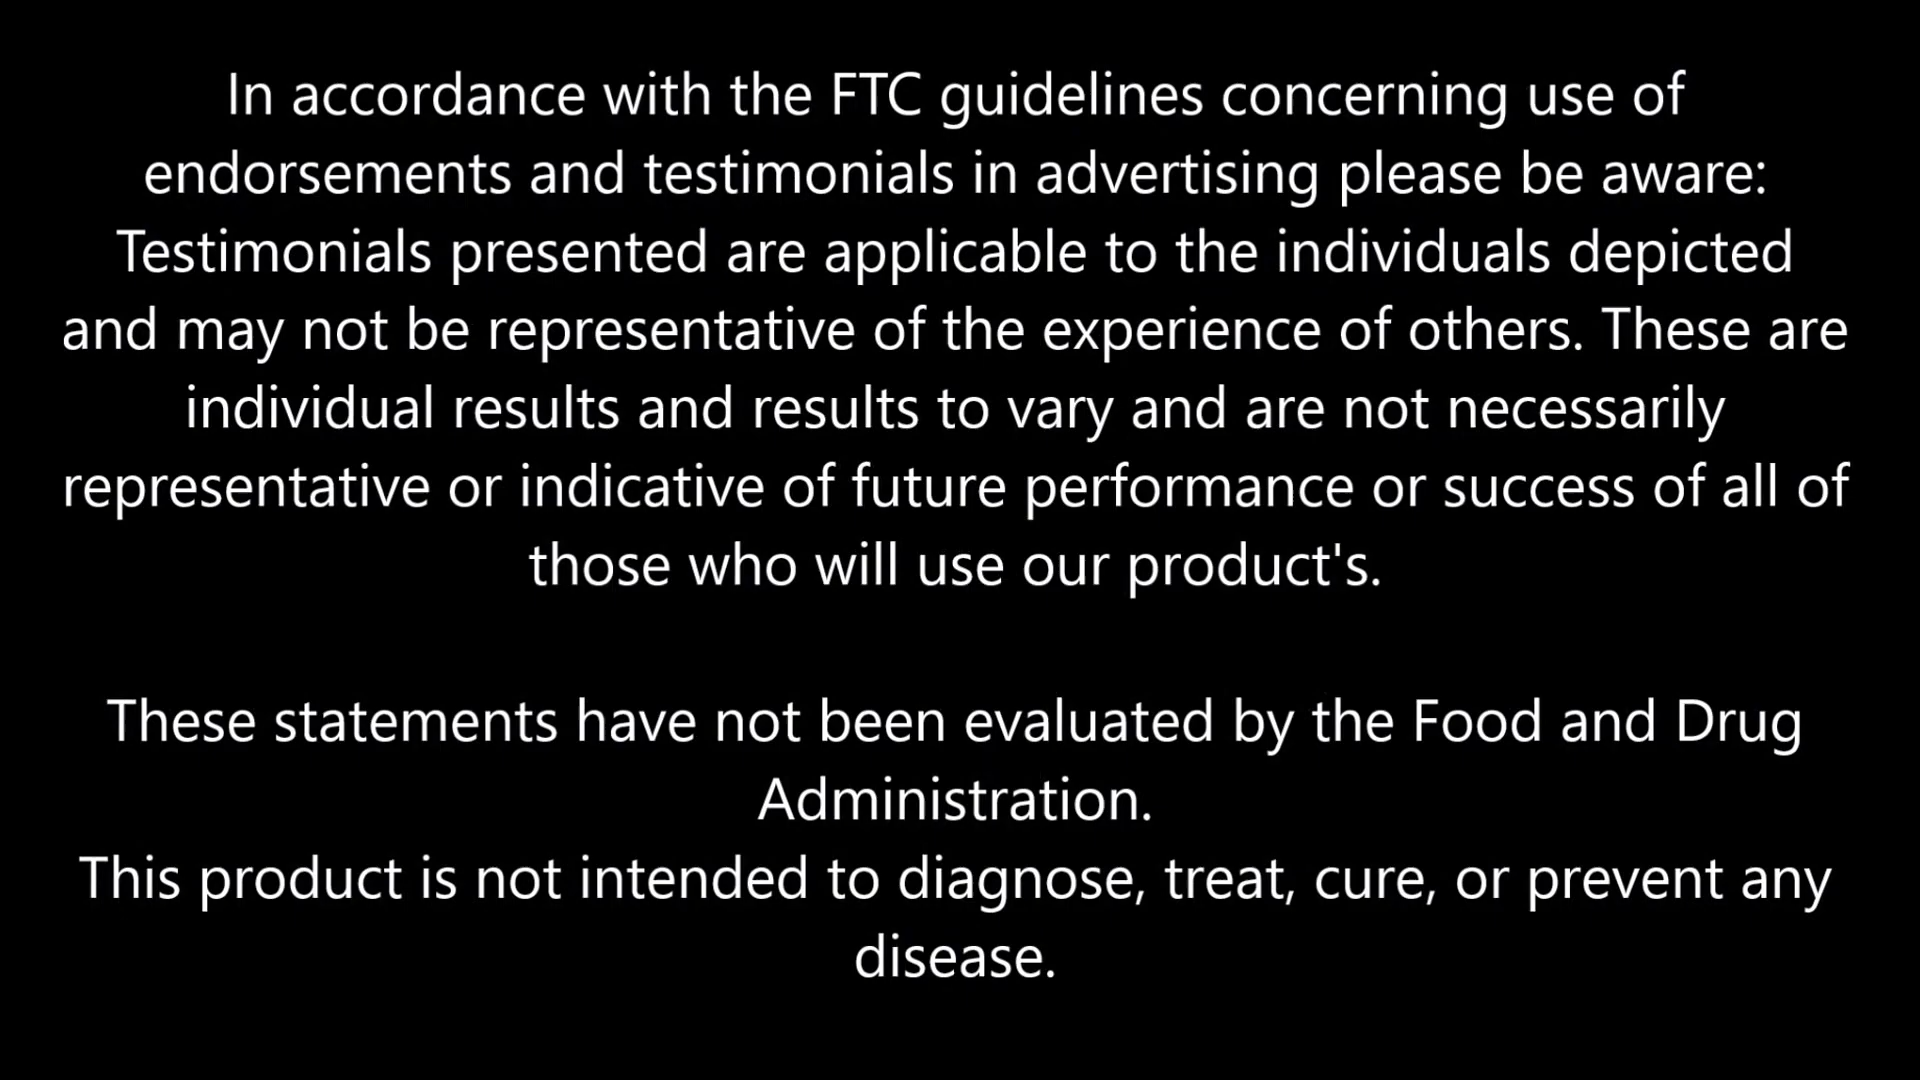 In accordance with the FTC guidelines concerning use of
endorsements and testimonials in advertising please be aware:
Testimonials presented are applicable to the individuals depicted
and may not be representative of the experience of others. These are
individual results and results to vary and are not necessarily
representative or indicative of future performance or success of all of
those who will use our product's.
These statements have not been evaluated by the Food and Drug
Administration.
This product is not intended to diagnose, treat, cure, or prevent any
disease.